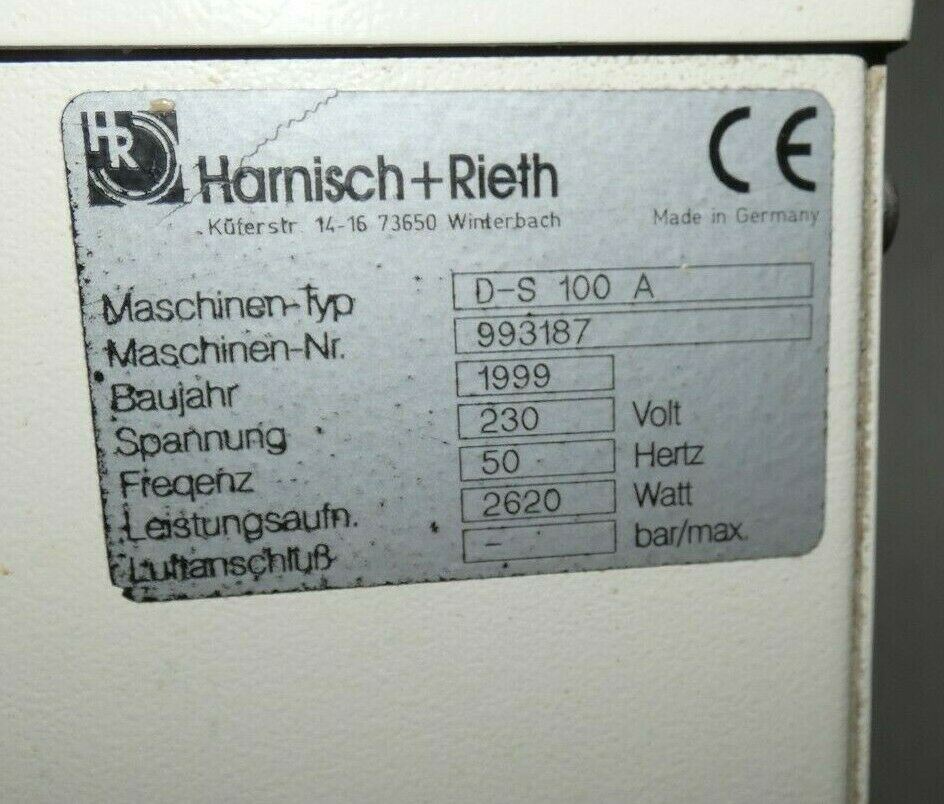 HR
Harnisch+Rieth
CE
Küferstr. 14-16 73650 Winterbach
Made in Germany
Maschinen-Typ D-S 100 A
Maschinen-Nr. 993187
Baujahr 1999
Spannung 230 Volt
Freqenz 50 Hertz
Leistungsaufn. 2620 Watt
Luftanschluß - bar/max.